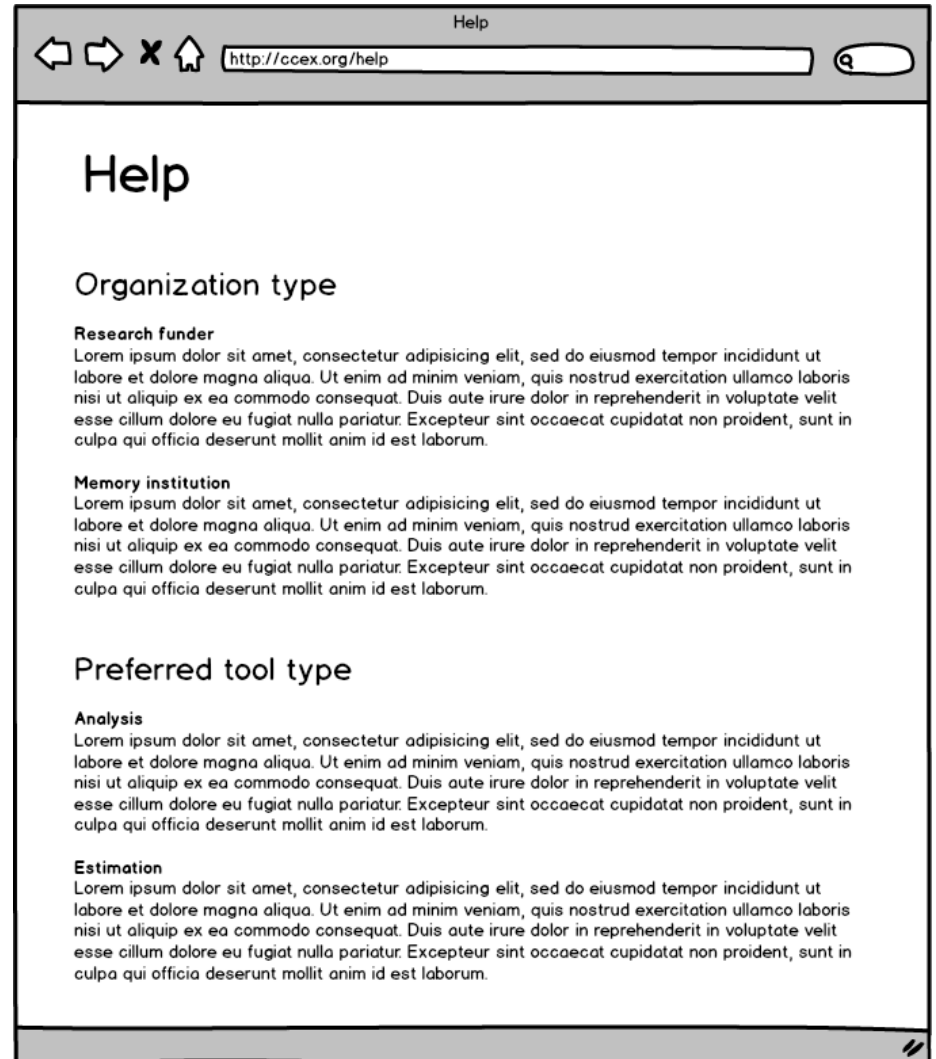 Help
http://ccex.org/help
Help
Organization type
Research funder
Lorem ipsum dolor sit amet, consectetur adipisicing elit, sed do eiusmod tempor incididunt ut
labore et dolore magna aliqua. Ut enim ad minim veniam, quis nostrud exercitation ullamco laboris
nisi ut aliquip ex ea commodo consequat. Duis aute irure dolor in reprehenderit in voluptate velit
esse cillum dolore eu fugiat nulla pariatur. Excepteur sint occaecat cupidatat non proident, sunt in
culpa qui officia deserunt mollit anim id est laborum.
Memory institution
Lorem ipsum dolor sit amet, consectetur adipisicing elit, sed do eiusmod tempor incididunt ut
labore et dolore magna aliqua. Ut enim ad minim veniam, quis nostrud exercitation ullamco laboris
nisi ut aliquip ex ea commodo consequat. Duis aute irure dolor in reprehenderit in voluptate velit
esse cillum dolore eu fugiat nulla pariatur. Excepteur sint occaecat cupidatat non proident, sunt in
culpa qui officia deserunt mollit anim id est laborum.
Preferred tool type
Analysis
Lorem ipsum dolor sit amet, consectetur adipisicing elit, sed do eiusmod tempor incididunt ut
labore et dolore magna aliqua. Ut enim ad minim veniam, quis nostrud exercitation ullamco laboris
nisi ut aliquip ex ea commodo consequat. Duis aute irure dolor in reprehenderit in voluptate velit
esse cillum dolore eu fugiat nulla pariatur. Excepteur sint occaecat cupidatat non proident, sunt in
culpa qui officia deserunt mollit anim id est laborum.
Estimation
Lorem ipsum dolor sit amet, consectetur adipisicing elit, sed do eiusmod tempor incididunt ut
labore et dolore magna aliqua. Ut enim ad minim veniam, quis nostrud exercitation ullamco laboris
nisi ut aliquip ex ea commodo consequat. Duis aute irure dolor in reprehenderit in voluptate velit
esse cillum dolore eu fugiat nulla pariatur. Excepteur sint occaecat cupidatat non proident, sunt in
culpa qui officia deserunt mollit anim id est laborum.